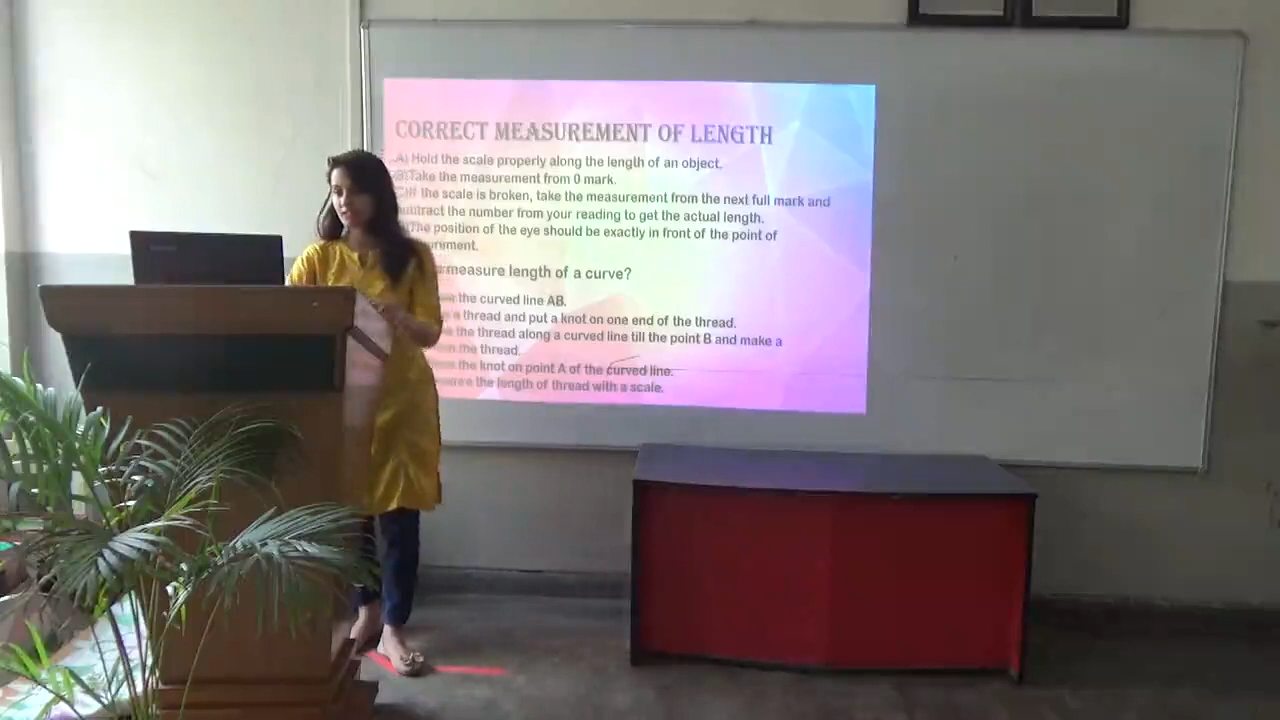 CORRECT MEASUREMENT OF LENGTH
A) Hold the scale properly along the length of an object.
Take the measurement from 0 mark.
If the scale is broken, take the measurement from the next full mark and
subtract the number from your reading to get the actual length.
The position of the eye should be exactly in front of the point of
measure length of a curve?
the curved line AB.
a thread and put a knot on one end of the thread.
the thread along a curved line till the point B and make a
the thread.
the knot on point A of the curved line.
the length of thread with a scale.